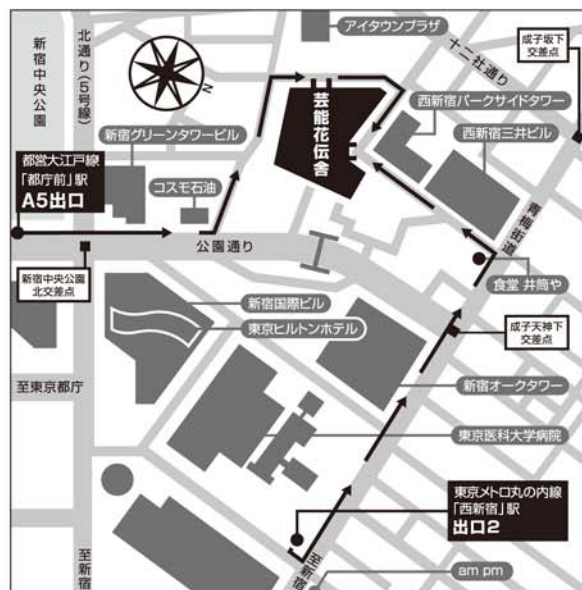 アイタウンプラザ
成子坂下
交差点
十二社通り
北通り(5号線)
新宿中央公園
N
芸能花伝舎
西新宿パークサイドタワー
西新宿三井ビル
新宿グリーンタワービル
都営大江戸線
「都庁前」駅
A5出口
コスモ石油
青梅街道
公園通り
新宿中央公園
北交差点
食堂 井筒や
新宿国際ビル
東京ヒルトンホテル
成子天神下
交差点
至東京都庁
新宿オークタワー
東京医科大学病院
東京メトロ丸の内線
「西新宿」駅
出口2
至新宿
至新宿
am pm